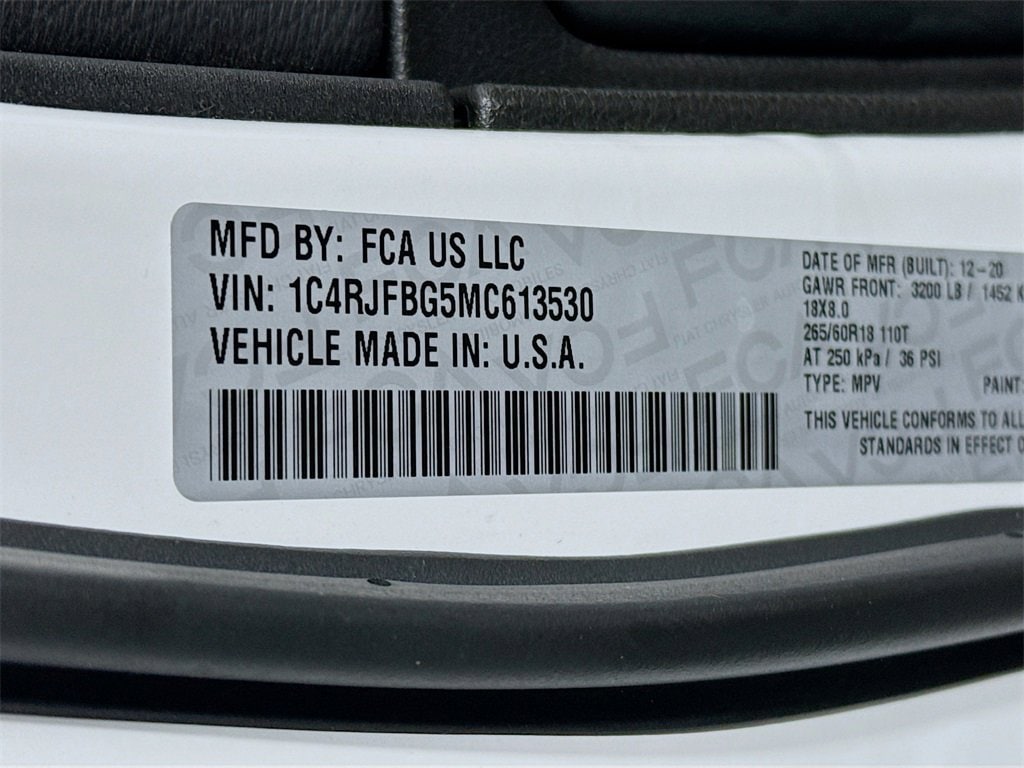 MFD BY: FCA US LLC
VIN: 1C4RJFBG5MC613530
VEHICLE MADE IN: U.S.A.
DATE OF MFR (BUILT): 12-20
GAWR FRONT: 3200 LB / 1452 K
18X8.0
265/60R18 110T
AT 250 kPa / 36 PSI
TYPE: MPV PAINT:
THIS VEHICLE CONFORMS TO ALL
STANDARDS IN EFFECT O